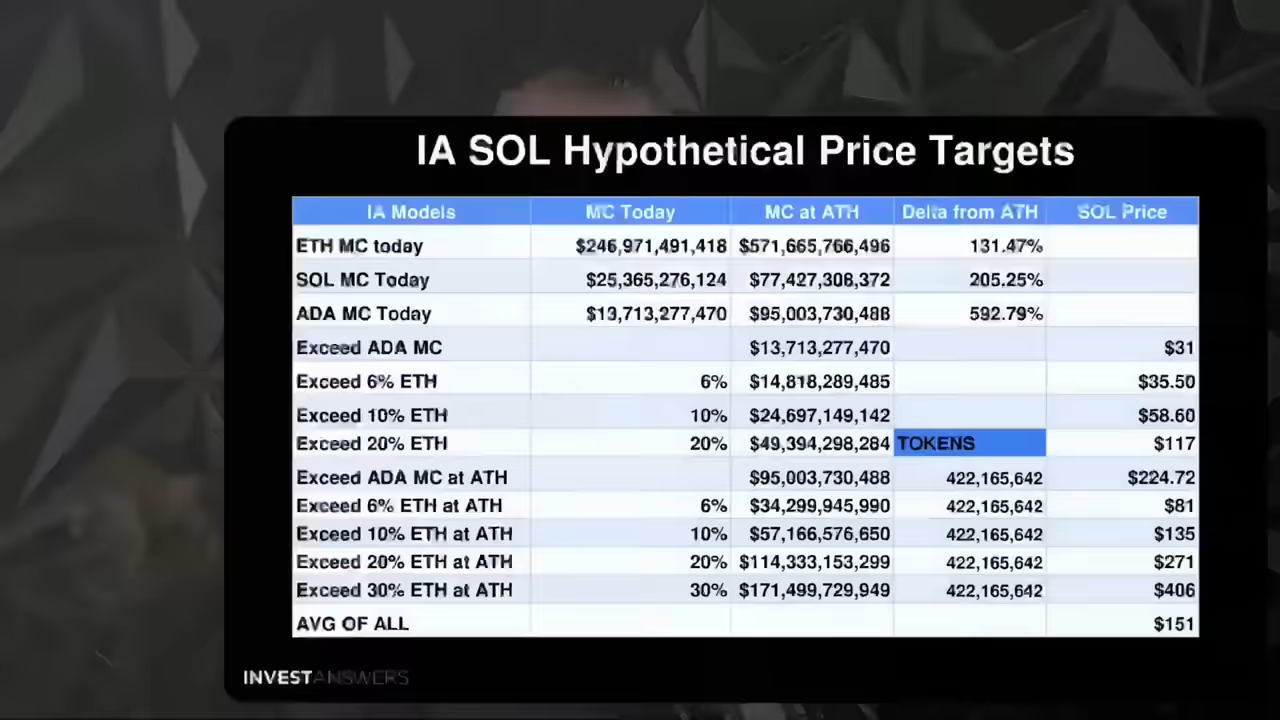 IA SOL Hypothetical Price Targets
IA Models MC Today MC at ATH Delta from ATH SOL Price
ETH MC today $246,971,491,418 $571,665,766,496 131.47%
SOL MC Today $25,365,276,124 $77,427,308,372 205.25%
ADA MC Today $13,713,277,470 $95,003,730,488 592.79%
Exceed ADA MC $13,713,277,470 $31
Exceed 6% ETH 6% $14,818,289,485 $35.50
Exceed 10% ETH 10% $24,697,149,142 $58.60
Exceed 20% ETH 20% $49,394,298,284 TOKENS $117
Exceed ADA MC at ATH $95,003,730,488 422,165,642 $224.72
Exceed 6% ETH at ATH 6% $34,299,945,990 422,165,642 $81
Exceed 10% ETH at ATH 10% $57,166,576,650 422,165,642 $135
Exceed 20% ETH at ATH 20% $114,333,153,299 422,165,642 $271
Exceed 30% ETH at ATH 30% $171,499,729,949 422,165,642 $406
AVG OF ALL $151
INVESTANSWERS